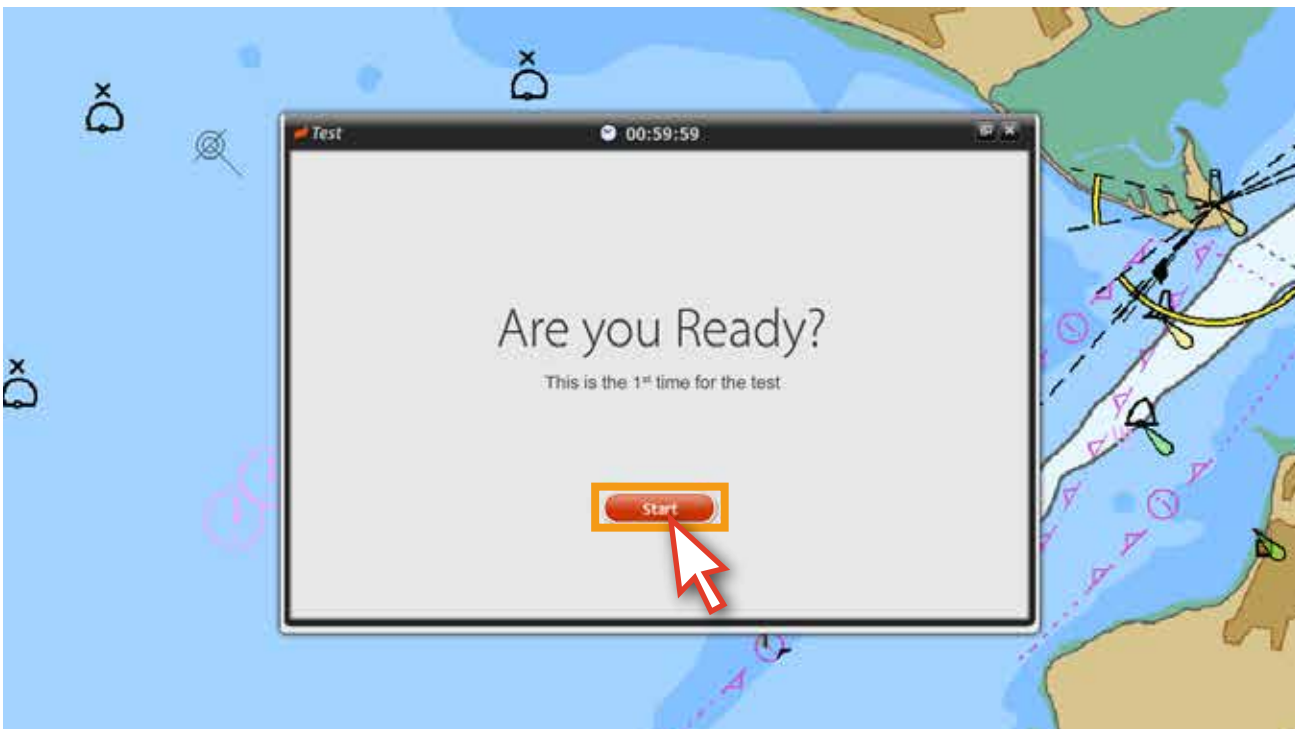 Test
00:59:59
Are you Ready?
This is the 1st time for the test
Start